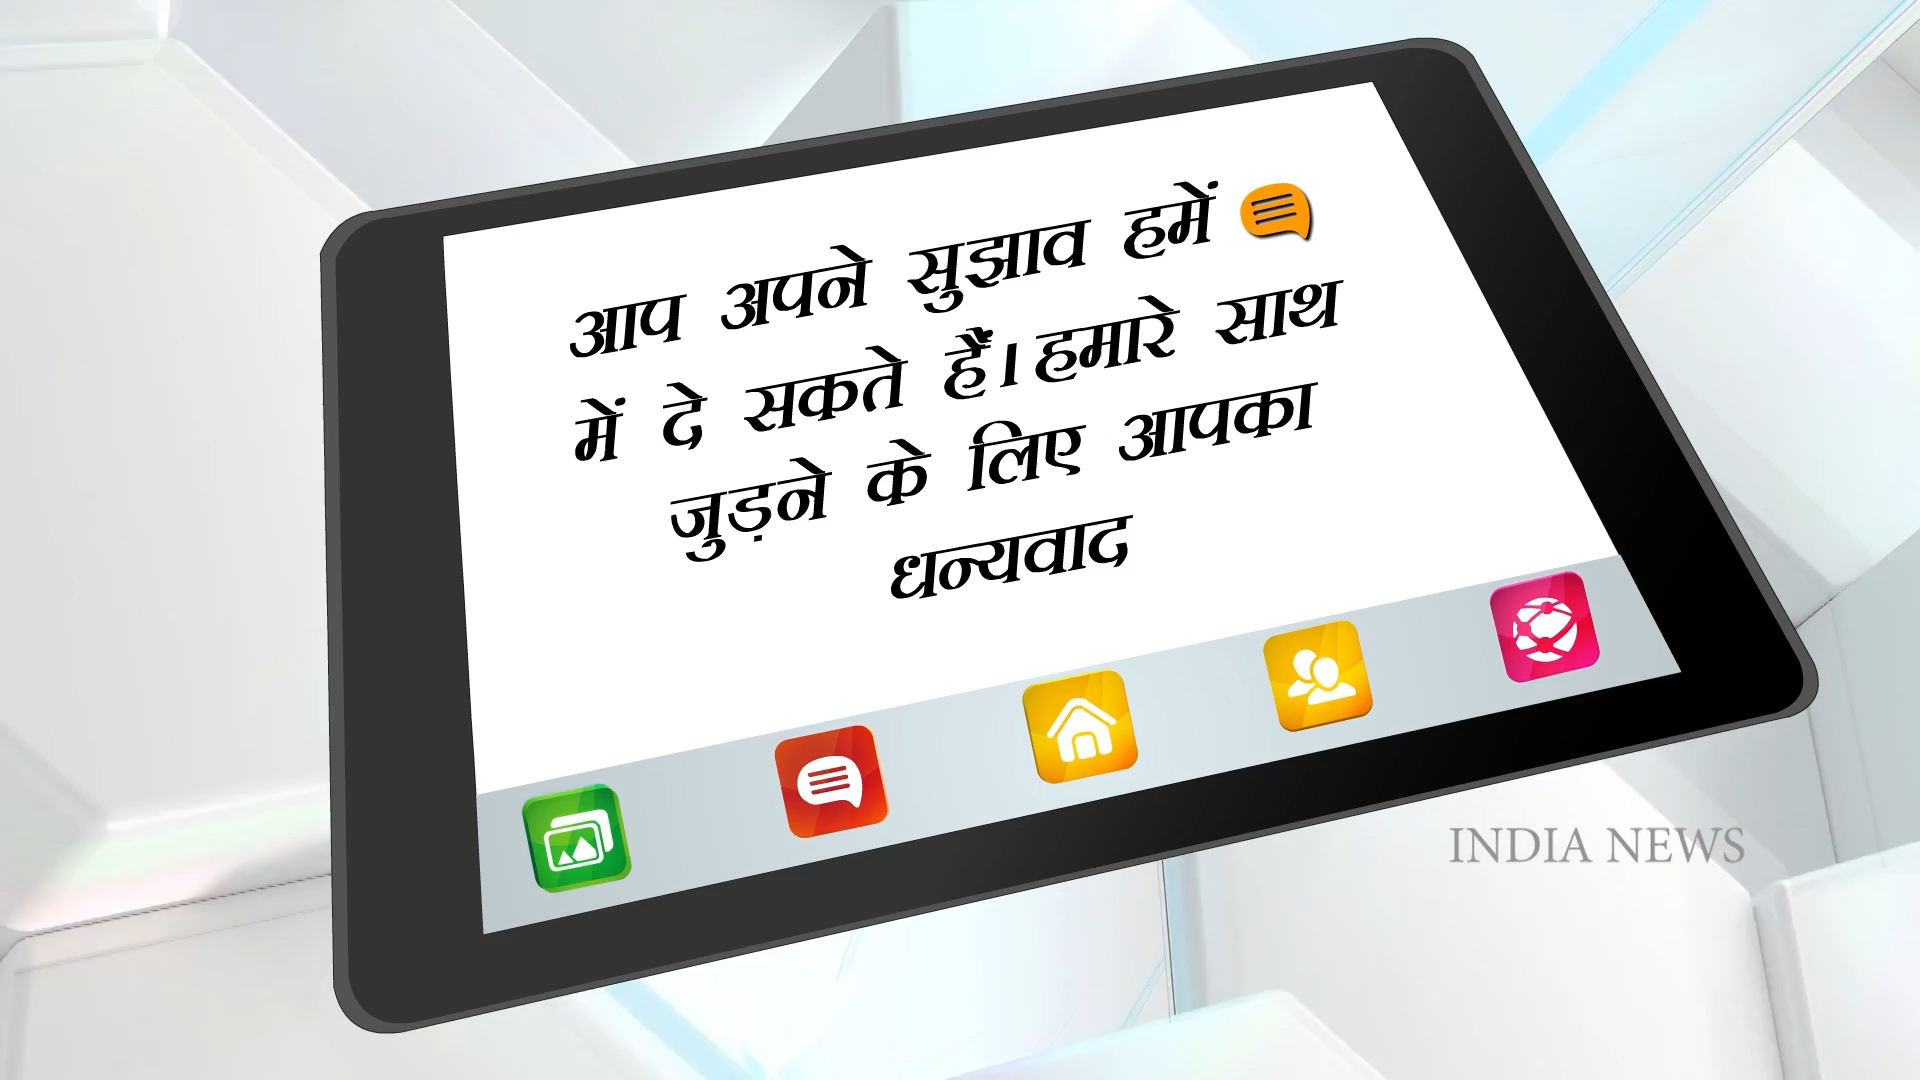 आप अपने सुझाव हमें
में दे सकते हैं। हमारे साथ
जुड़ने के लिए आपका
धन्यवाद
INDIA NEWS